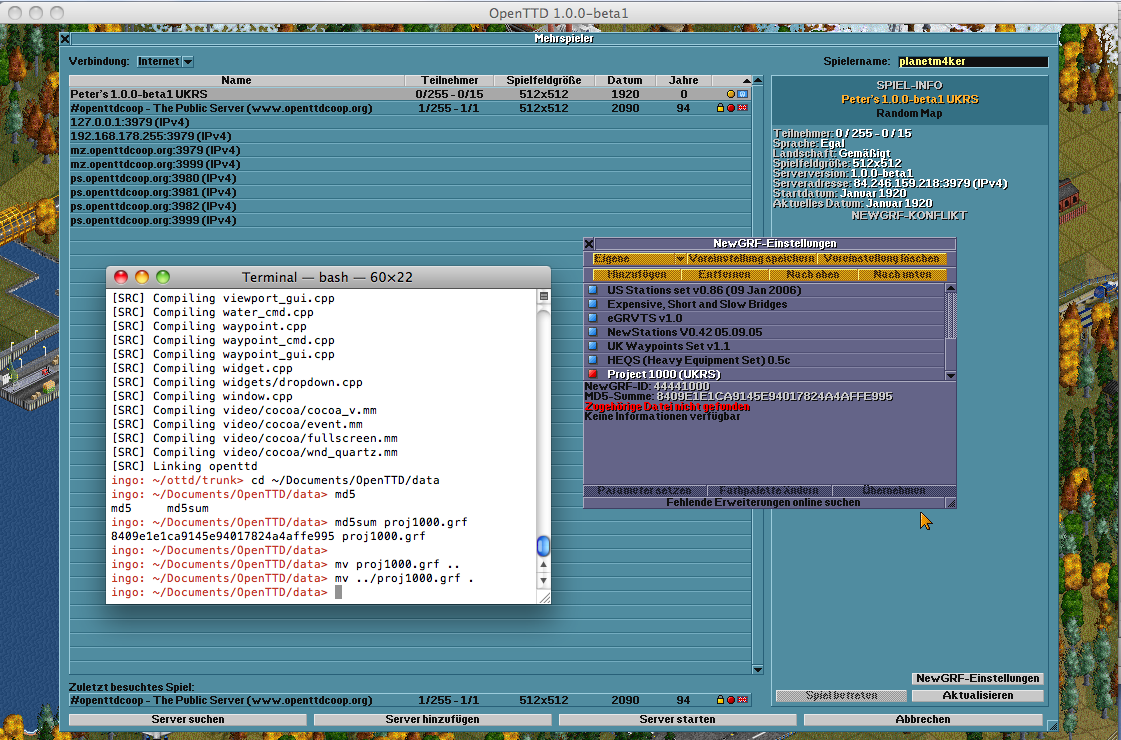 OpenTTD 1.0.0-beta1
Mehrspieler
Verbindung: Internet
Spielername: planetm4ker
Name Teilnehmer Spielfeldgröße Datum Jahre
Peter's 1.0.0-beta1 UKRS 0/255 - 0/15 512x512 1920 0
#openttdcoop - The Public Server (www.openttdcoop.org) 1/255 - 1/1 512x512 2090 94
127.0.0.1:3979 (IPv4)
192.168.178.255:3979 (IPv4)
mz.openttdcoop.org:3979 (IPv4)
mz.openttdcoop.org:3999 (IPv4)
ps.openttdcoop.org:3980 (IPv4)
ps.openttdcoop.org:3981 (IPv4)
ps.openttdcoop.org:3982 (IPv4)
ps.openttdcoop.org:3999 (IPv4)
SPIEL-INFO
Peter's 1.0.0-beta1 UKRS
Random Map
Teilnehmer: 0 / 255 - 0 / 15
Sprache: Egal
Landschaft: Gemäßigt
Spielfeldgröße: 512x512
Serverversion: 1.0.0-beta1
Serveradresse: 84.246.159.218:3979 (IPv4)
Startdatum: Januar 1920
Aktuelles Datum: Januar 1920
NEWGRF-KONFLIKT
NewGRF-Einstellungen
Eigene Voreinstellung speichern Voreinstellung löschen
Hinzufügen Entfernen Nach oben Nach unten
US Stations set v0.86 (09 Jan 2006)
Expensive, Short and Slow Bridges
eGRVTS v1.0
NewStations V0.42 05.09.05
UK Waypoints Set v1.1
HEQS (Heavy Equipment Set) 0.5c
Project 1000 (UKRS)
NewGRF-ID: 44441000
MD5-Summe: 8409E1E1CA9145E94017824A4AFFE995
Zugehörige Datei nicht gefunden
Keine Informationen verfügbar
Parameter setzen Farbpalette ändern Übernehmen
Fehlende Erweiterungen online suchen
Terminal — bash — 60×22
[SRC] Compiling viewport_gui.cpp
[SRC] Compiling water_cmd.cpp
[SRC] Compiling waypoint.cpp
[SRC] Compiling waypoint_cmd.cpp
[SRC] Compiling waypoint_gui.cpp
[SRC] Compiling widget.cpp
[SRC] Compiling widgets/dropdown.cpp
[SRC] Compiling window.cpp
[SRC] Compiling video/cocoa/cocoa_v.mm
[SRC] Compiling video/cocoa/event.mm
[SRC] Compiling video/cocoa/fullscreen.mm
[SRC] Compiling video/cocoa/wnd_quartz.mm
[SRC] Linking openttd
ingo: ~/ottd/trunk> cd ~/Documents/OpenTTD/data
ingo: ~/Documents/OpenTTD/data> md5
md5 md5sum
ingo: ~/Documents/OpenTTD/data> md5sum proj1000.grf
8409e1e1ca9145e94017824a4affe995 proj1000.grf
ingo: ~/Documents/OpenTTD/data>
ingo: ~/Documents/OpenTTD/data> mv proj1000.grf ..
ingo: ~/Documents/OpenTTD/data> mv ../proj1000.grf .
ingo: ~/Documents/OpenTTD/data>
Zuletzt besuchtes Spiel:
#openttdcoop - The Public Server (www.openttdcoop.org) 1/255 - 1/1 512x512 2090 94
NewGRF-Einstellungen
Spiel betreten Aktualisieren
Server suchen Server hinzufügen Server starten Abbrechen